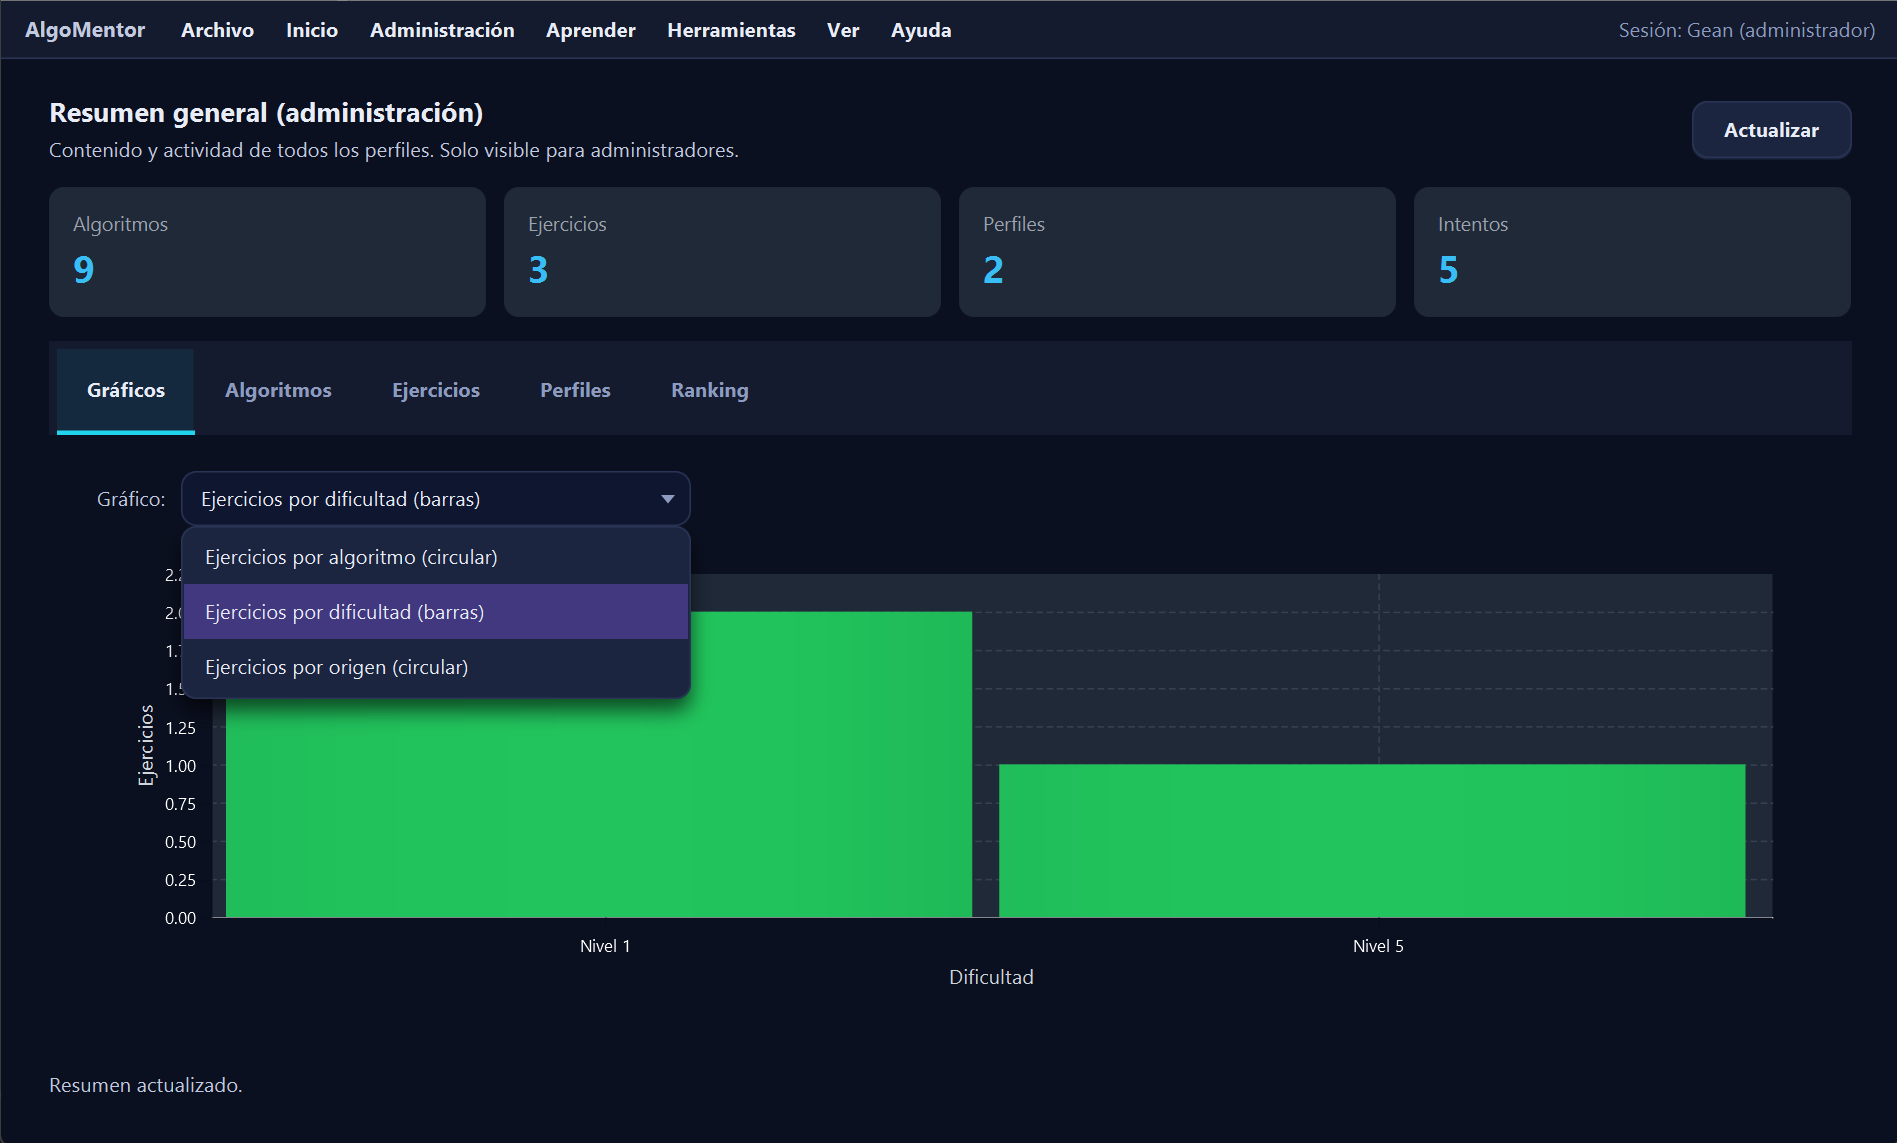 AlgoMentor Archivo Inicio Administración Aprender Herramientas Ver Ayuda Sesión: Gean (administrador)
Resumen general (administración)
Contenido y actividad de todos los perfiles. Solo visible para administradores.
Actualizar
Algoritmos
9
Ejercicios
3
Perfiles
2
Intentos
5
Gráficos Algoritmos Ejercicios Perfiles Ranking
Gráfico: Ejercicios por dificultad (barras)
Ejercicios por algoritmo (circular)
Ejercicios por dificultad (barras)
Ejercicios por origen (circular)
Ejercicios
1.25
1.00
0.75
0.50
0.25
0.00
Nivel 1 Nivel 5
Dificultad
Resumen actualizado.